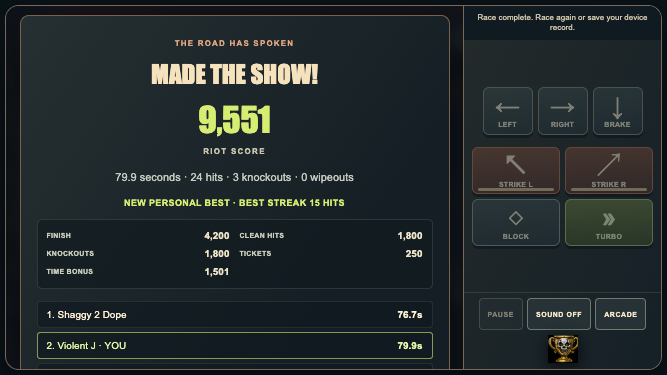 THE ROAD HAS SPOKEN
MADE THE SHOW!
9,551
RIOT SCORE
79.9 seconds · 24 hits · 3 knockouts · 0 wipeouts
NEW PERSONAL BEST · BEST STREAK 15 HITS
FINISH 4,200 CLEAN HITS 1,800
KNOCKOUTS 1,800 TICKETS 250
TIME BONUS 1,501
1. Shaggy 2 Dope 76.7s
2. Violent J · YOU 79.9s
Race complete. Race again or save your device
record.
LEFT RIGHT BRAKE
STRIKE L STRIKE R
BLOCK TURBO
PAUSE SOUND OFF ARCADE